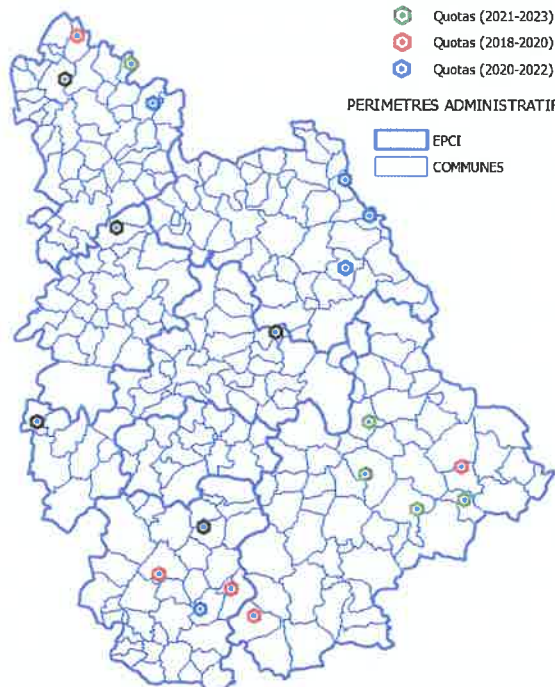 Quotas (2021-2023)
Quotas (2018-2020)
Quotas (2020-2022)
PERIMETRES ADMINISTRATIF
EPCI
COMMUNES